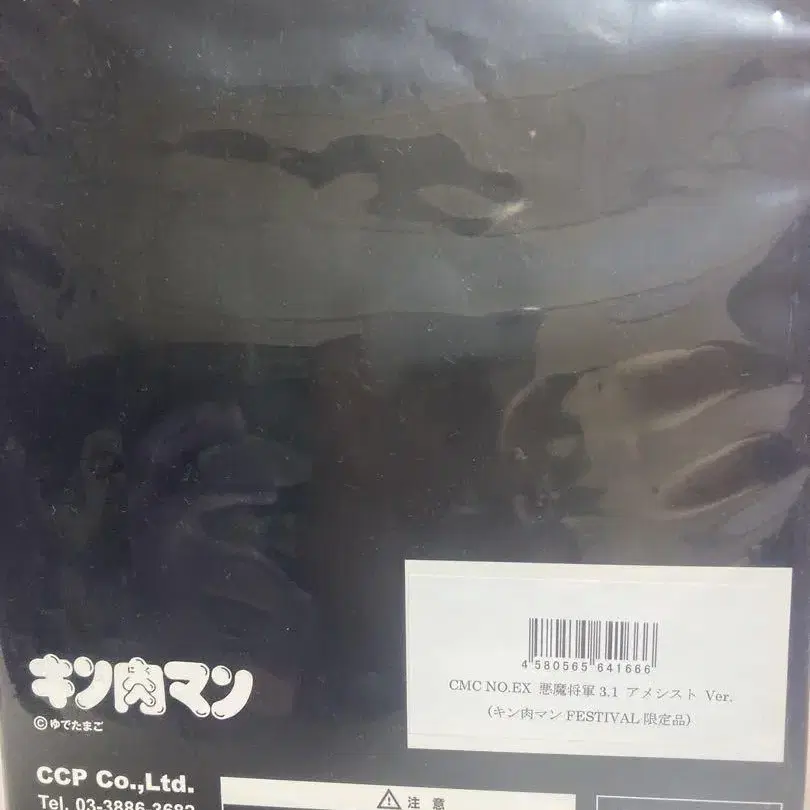 4 580565 641666
CMC NO.EX 悪魔将軍 3.1 アメシスト Ver.
(キン肉マン FESTIVAL 限定品)
キン肉マン
にく
©ゆでたまご
CCP Co.,Ltd.
Tel. 03-3886-3682
注 意